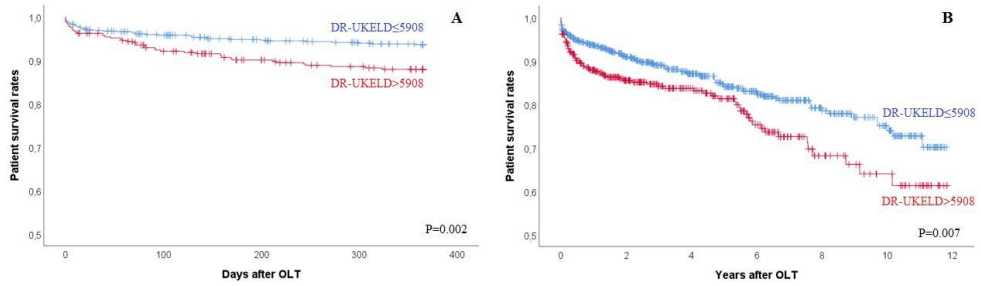 A
DR-UKELD≤5908
DR-UKELD>5908
P=0.002
Patient survival rates
1,0
0,9
0,8
0,7
0,6
0,5
0 100 200 300 400
Days after OLT
B
DR-UKELD≤5908
DR-UKELD>5908
P=0.007
Patient survival rates
1,0
0,9
0,8
0,7
0,6
0,5
0 2 4 6 8 10 12
Years after OLT